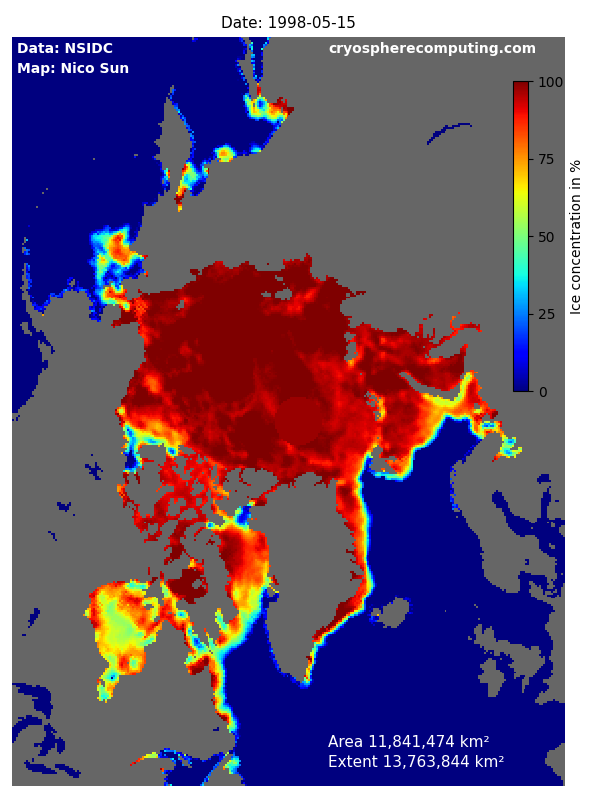 Date: 1998-05-15
Data: NSIDC
Map: Nico Sun
cryospherecomputing.com
100
75
50
25
0
Ice concentration in %
Area 11,841,474 km²
Extent 13,763,844 km²